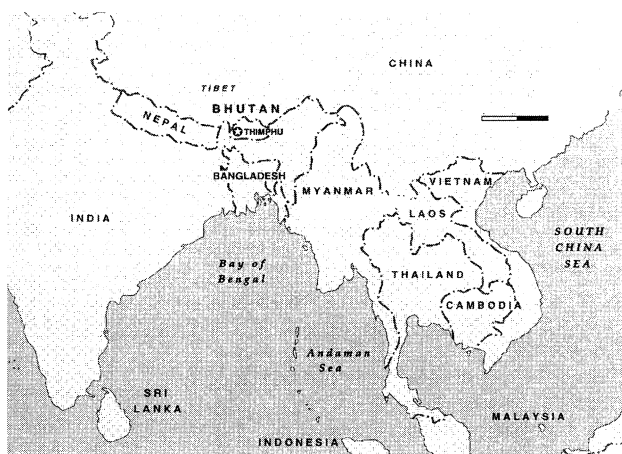 CHINA
TIBET
BHUTAN
NEPAL
THIMPHU
BANGLADESH
MYANMAR
VIETNAM
LAOS
INDIA
SOUTH
CHINA
SEA
Bay of
Bengal
THAILAND
CAMBODIA
Andaman
Sea
SRI
LANKA
MALAYSIA
INDONESIA